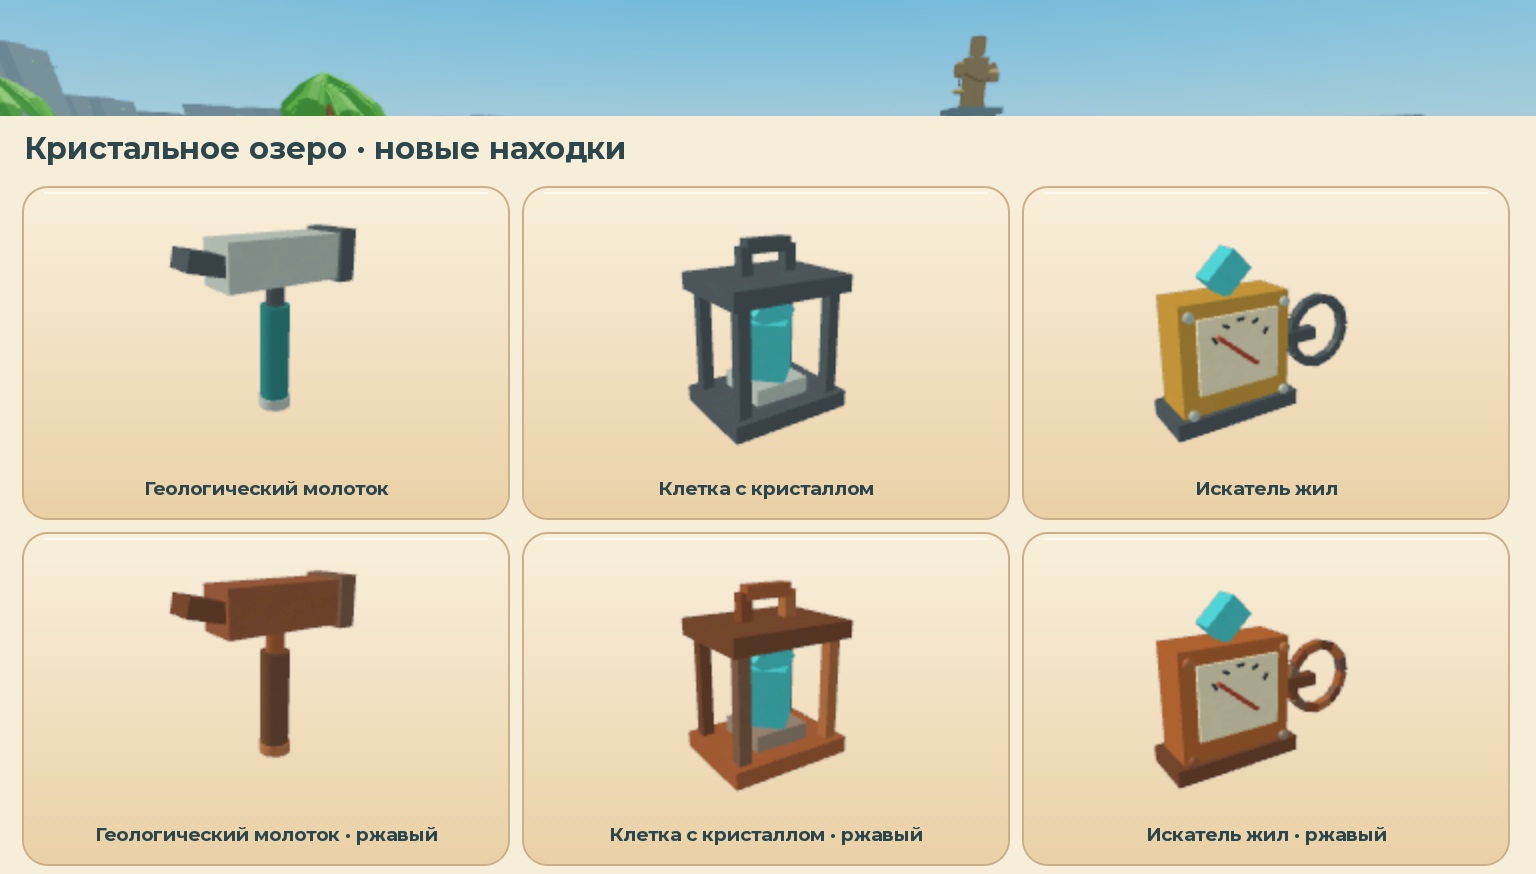 Кристальное озеро · новые находки
Геологический молоток
Клетка с кристаллом
Искатель жил
Геологический молоток · ржавый
Клетка с кристаллом · ржавый
Искатель жил · ржавый